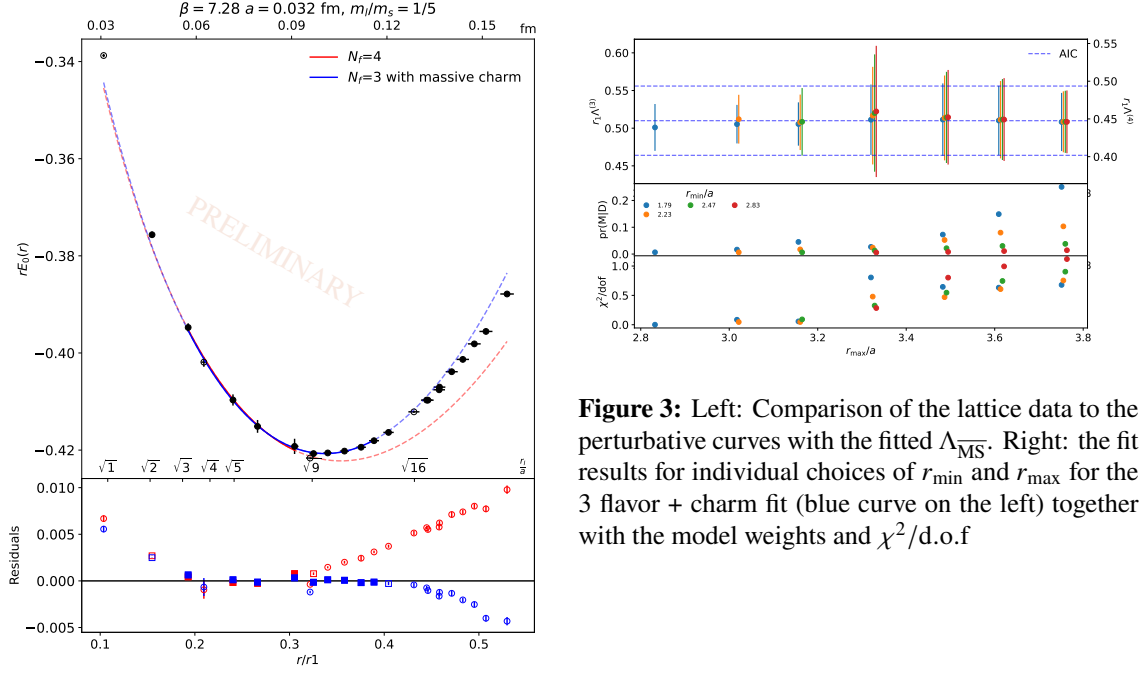 β = 7.28 a = 0.032 fm, m_l/m_s = 1/5
0.03 0.06 0.09 0.12 0.15 fm
N_f=4
N_f=3 with massive charm
−0.34
−0.36
−0.38
−0.40
−0.42
rE_0(r)
PRELIMINARY
√1 √2 √3 √4 √5 √9 √16 r_i/a
0.010
0.005
0.000
−0.005
Residuals
0.1 0.2 0.3 0.4 0.5
r/r1
AIC
0.60
0.55
0.50
0.45
r_1Λ^(3)
0.55
0.50
0.45
0.40
r_1Λ^(4)
r_min/a
1.79 2.47 2.83
2.23
0.2
0.1
0.0
pr(M|D)
1.0
0.5
0.0
χ²/dof
2.8 3.0 3.2 3.4 3.6 3.8
r_max/a
Figure 3: Left: Comparison of the lattice data to the
perturbative curves with the fitted Λ_MS. Right: the fit
results for individual choices of r_min and r_max for the
3 flavor + charm fit (blue curve on the left) together
with the model weights and χ²/d.o.f